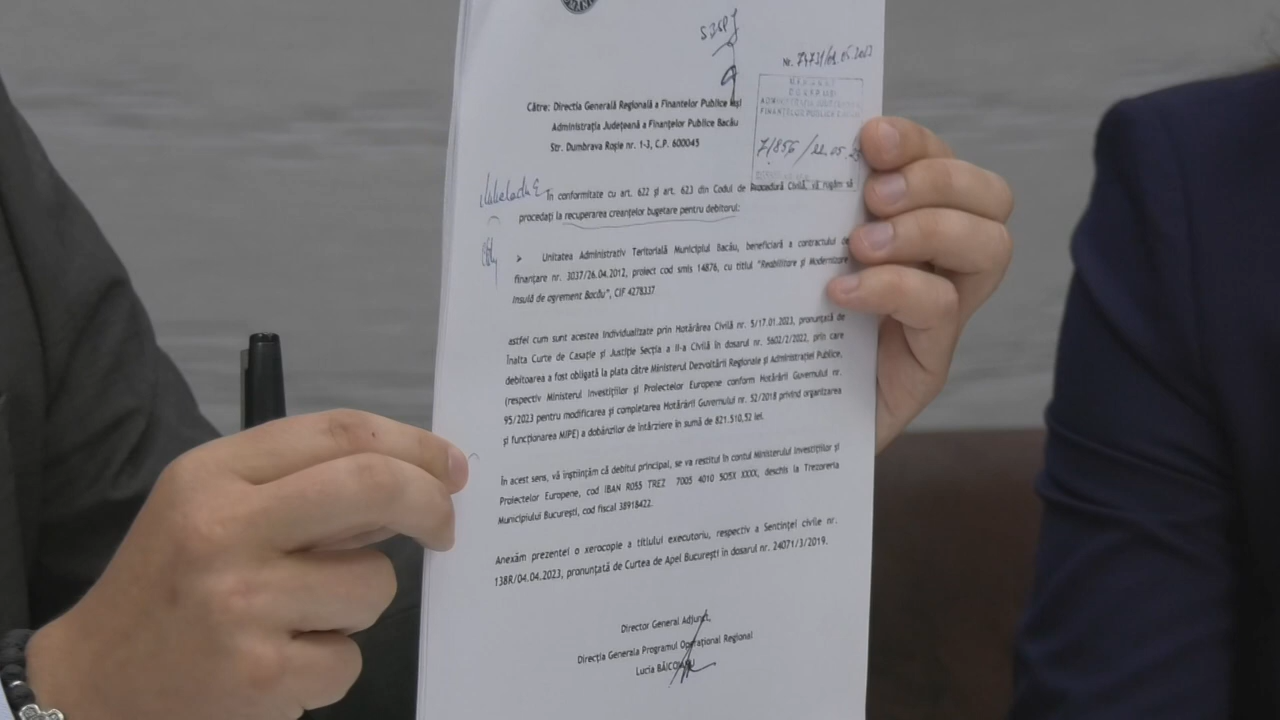 Nr. 7473/01.05.2023
FINANȚELOR PUBLICE
71856/22.05.
Către: Directia Generală Regională a Finantelor Publice Iași
Administrația Județeană a Finanțelor Publice Bacău
Str. Dumbrava Roșie nr. 1-3, C.P. 600045
În conformitate cu art. 622 și art. 623 din Codul de Procedură Civilă, vă rugăm să
procedați la recuperarea creanțelor bugetare pentru debitorul:
➢ Unitatea Administrativ Teritorială Municipiul Bacău, beneficiară a contractului de
finanțare nr. 3037/26.04.2012, proiect cod smis 14876, cu titlul "Reabilitare și Modernizare
Insulă de agrement Bacău", CIF 4278337
astfel cum sunt acestea individualizate prin Hotărârea Civilă nr. 5/17.01.2023, pronunțată de
Înalta Curte de Casație și Justiție Secția a II-a Civilă în dosarul nr. 5602/2/2022, prin care
debitoarea a fost obligată la plata către Ministerul Dezvoltării Regionale și Administrației Publice,
(respectiv Ministerul Investițiilor și Proiectelor Europene conform Hotărârii Guvernului nr.
95/2023 pentru modificarea și completarea Hotărârii Guvernului nr. 52/2018 privind organizarea
și funcționarea MIPE) a dobânzilor de întârziere în sumă de 821.510,52 lei.
În acest sens, vă înștiințăm că debitul principal, se va restitui în contul Ministerului Investițiilor și
Proiectelor Europene, cod IBAN RO55 TREZ 7005 4010 5O5X XXXX, deschis la Trezoreria
Municipiului București, cod fiscal 38918422.
Anexăm prezentei o xerocopie a titlului executoriu, respectiv a Sentinței civile nr.
138R/04.04.2023, pronunțată de Curtea de Apel București în dosarul nr. 24071/3/2019.
Director General Adjunct,
Direcția Generala Programul Operațional Regional
Lucia